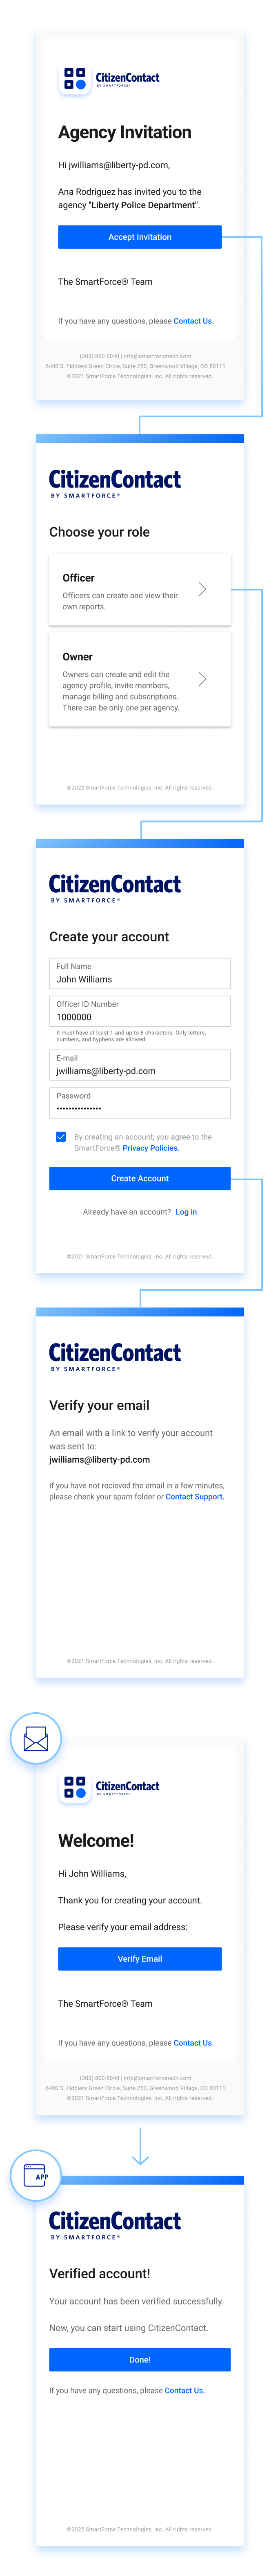 CitizenContact
BY SMARTFORCE®
Agency Invitation
Hi jwilliams@liberty-pd.com,
Ana Rodriguez has invited you to the
agency "Liberty Police Department".
Accept Invitation
The SmartForce® Team
If you have any questions, please Contact Us.
(303) 800-5040 | info@smartforcetech.com
6400 S. Fiddlers Green Circle, Suite 250, Greenwood Village, CO 80111
©2021 SmartForce Technologies, Inc. All rights reserved.
CitizenContact
BY SMARTFORCE®
Choose your role
Officer
Officers can create and view their
own reports.
Owner
Owners can create and edit the
agency profile, invite members,
manage billing and subscriptions.
There can be only one per agency.
©2022 SmartForce Technologies, Inc. All rights reserved.
CitizenContact
BY SMARTFORCE®
Create your account
Full Name
John Williams
Officer ID Number
1000000
It must have at least 1 and up to 8 characters. Only letters,
numbers, and hyphens are allowed.
E-mail
jwilliams@liberty-pd.com
Password
•••••••••••••••
By creating an account, you agree to the
SmartForce® Privacy Policies.
Create Account
Already have an account? Log in
©2021 SmartForce Technologies, Inc. All rights reserved.
CitizenContact
BY SMARTFORCE®
Verify your email
An email with a link to verify your account
was sent to:
jwilliams@liberty-pd.com
If you have not recieved the email in a few minutes,
please check your spam folder or Contact Support.
©2021 SmartForce Technologies, Inc. All rights reserved.
CitizenContact
BY SMARTFORCE®
Welcome!
Hi John Williams,
Thank you for creating your account.
Please verify your email address:
Verify Email
The SmartForce® Team
If you have any questions, please Contact Us.
(303) 800-5040 | info@smartforcetech.com
6400 S. Fiddlers Green Circle, Suite 250, Greenwood Village, CO 80111
©2021 SmartForce Technologies, Inc. All rights reserved.
APP
CitizenContact
BY SMARTFORCE®
Verified account!
Your account has been verified successfully.
Now, you can start using CitizenContact.
Done!
If you have any questions, please Contact Us.
©2022 SmartForce Technologies, Inc. All rights reserved.